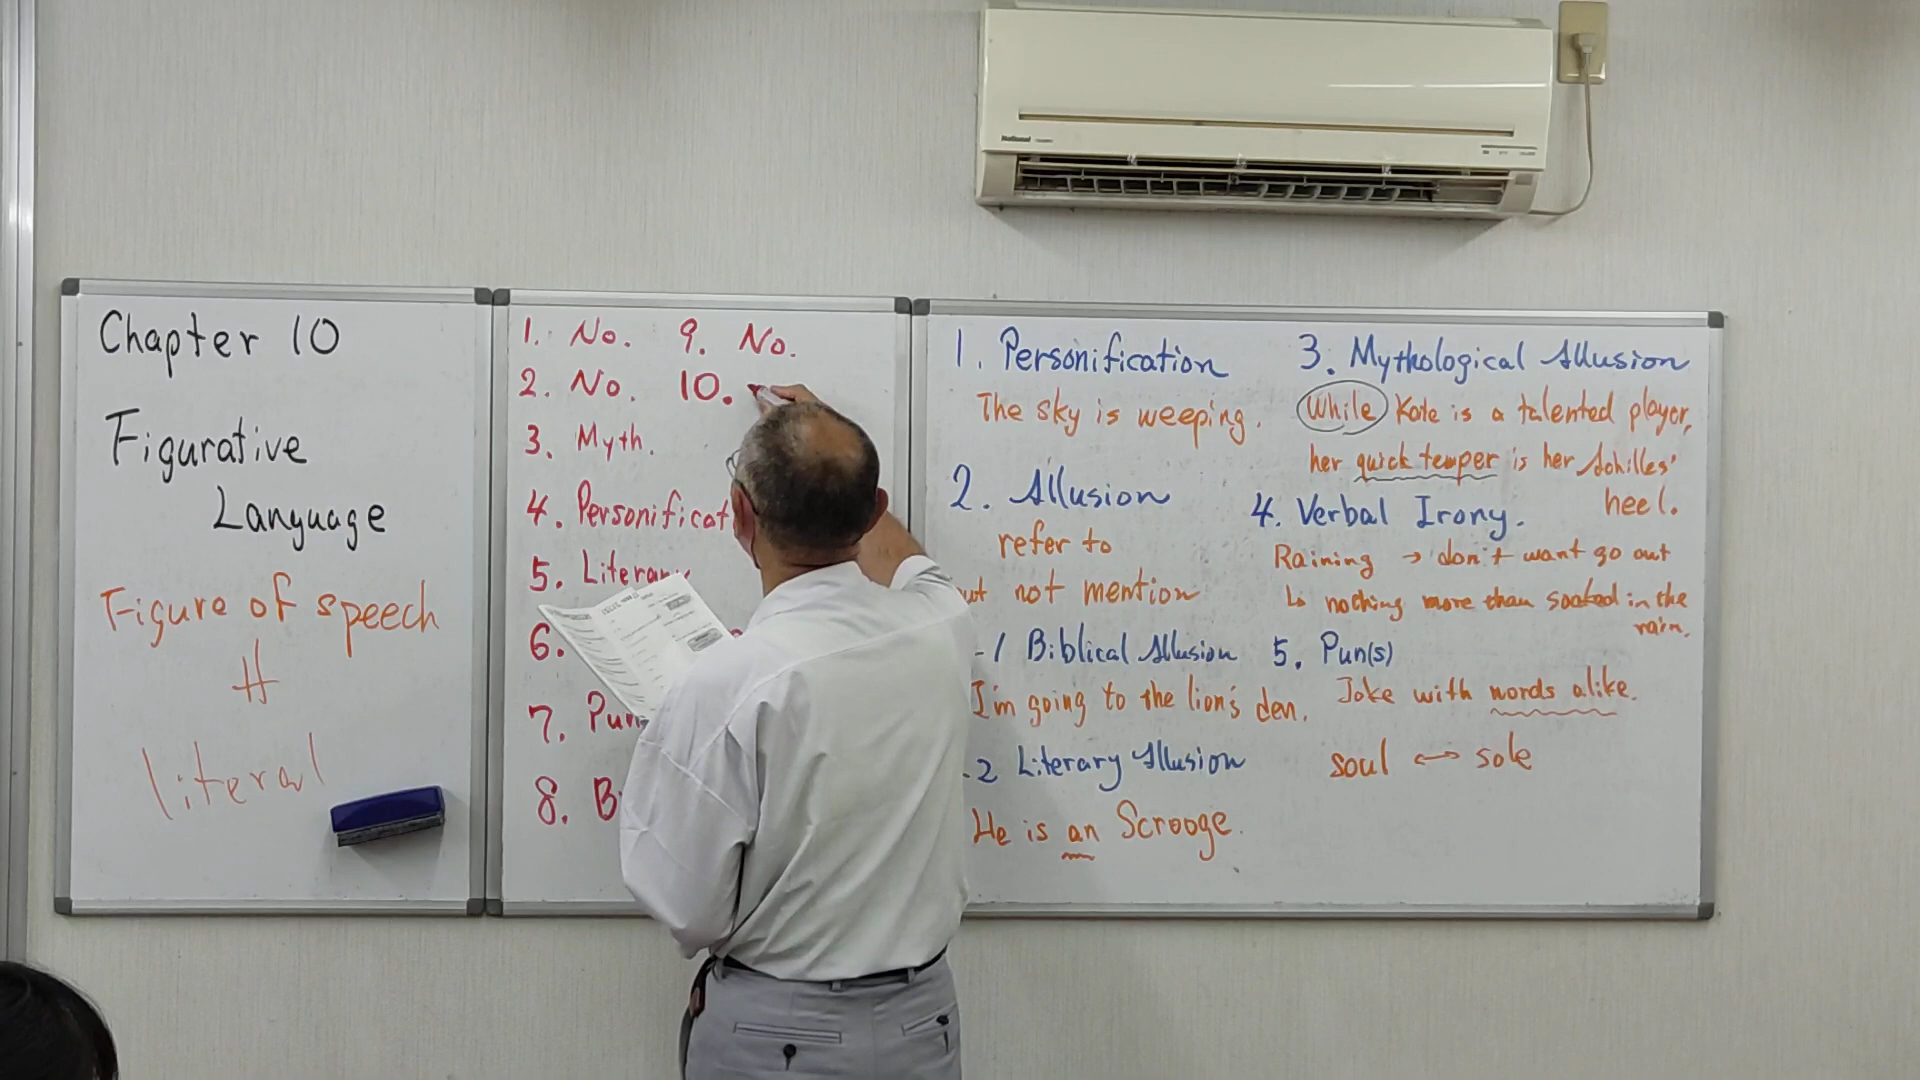 National
Chapter 10
Figurative
Language
Figure of speech
literal
1. No.
2. No.
3. Myth.
4. Personificat
5. Literary
6.
7. Pun
8. B
9. No.
10.
1. Personification
The sky is weeping.
2. Allusion
refer to
not mention
-1 Biblical Allusion
I'm going to the lion's den.
-2 Literary Allusion
He is an Scrooge.
3. Mythological Allusion
While Kate is a talented player,
her quick temper is her Achilles'
heel.
4. Verbal Irony.
Raining → don't want go out
↳ nothing more than soaked in the
rain.
5. Pun(s)
Joke with words alike.
soul ↔ sole